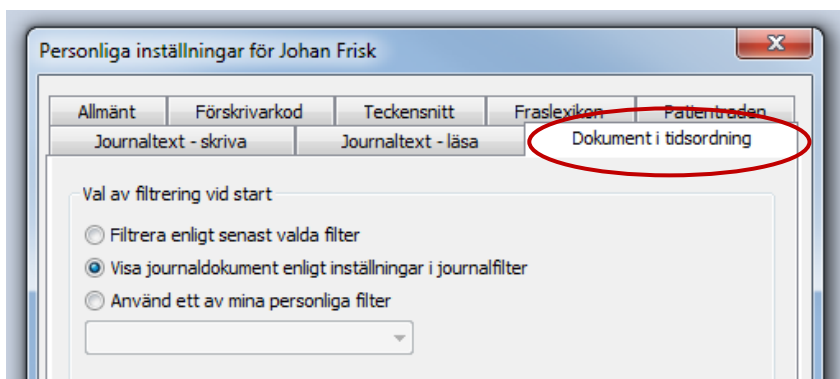 Personliga inställningar för Johan Frisk
Allmänt Förskrivarkod Teckensnitt Fraslexikon Patientraden
Journaltext - skriva Journaltext - läsa Dokument i tidsordning
Val av filtrering vid start
Filtrera enligt senast valda filter
Visa journaldokument enligt inställningar i journalfilter
Använd ett av mina personliga filter